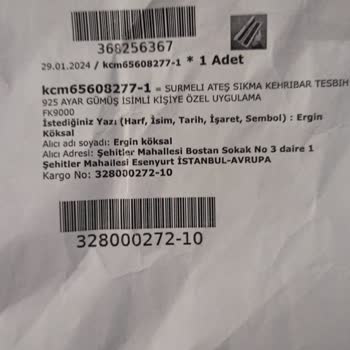 368256367
29.01.2024 / kcm65608277-1 * 1 Adet
kcm65608277-1 = SURMELI ATEŞ SIKMA KEHRIBAR TESBIH
925 AYAR GÜMÜŞ İSİMLİ KİŞİYE ÖZEL UYGULAMA
FK9000
İstediğiniz Yazı (Harf, İsim, Tarih, İşaret, Sembol) : Ergin
Köksal
Alıcı adı soyadı: Ergin köksal
Alıcı Adresi: Şehitler Mahallesi Bostan Sokak No 3 daire 1
Şehitler Mahallesi Esenyurt İSTANBUL-AVRUPA
Kargo No: 328000272-10
328000272-10